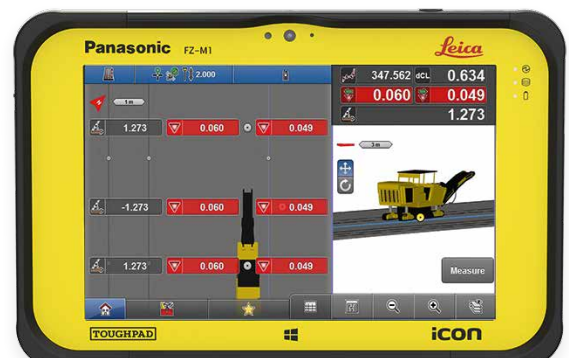 Panasonic FZ-M1
Leica
2.000
347.562 dCL 0.634
0.060 0.049
1.273
1 m
3 m
1.273 0.060 0.049
-1.273 0.060 0.049
1.273 0.060 0.049
Measure
TOUGHPAD
iCON